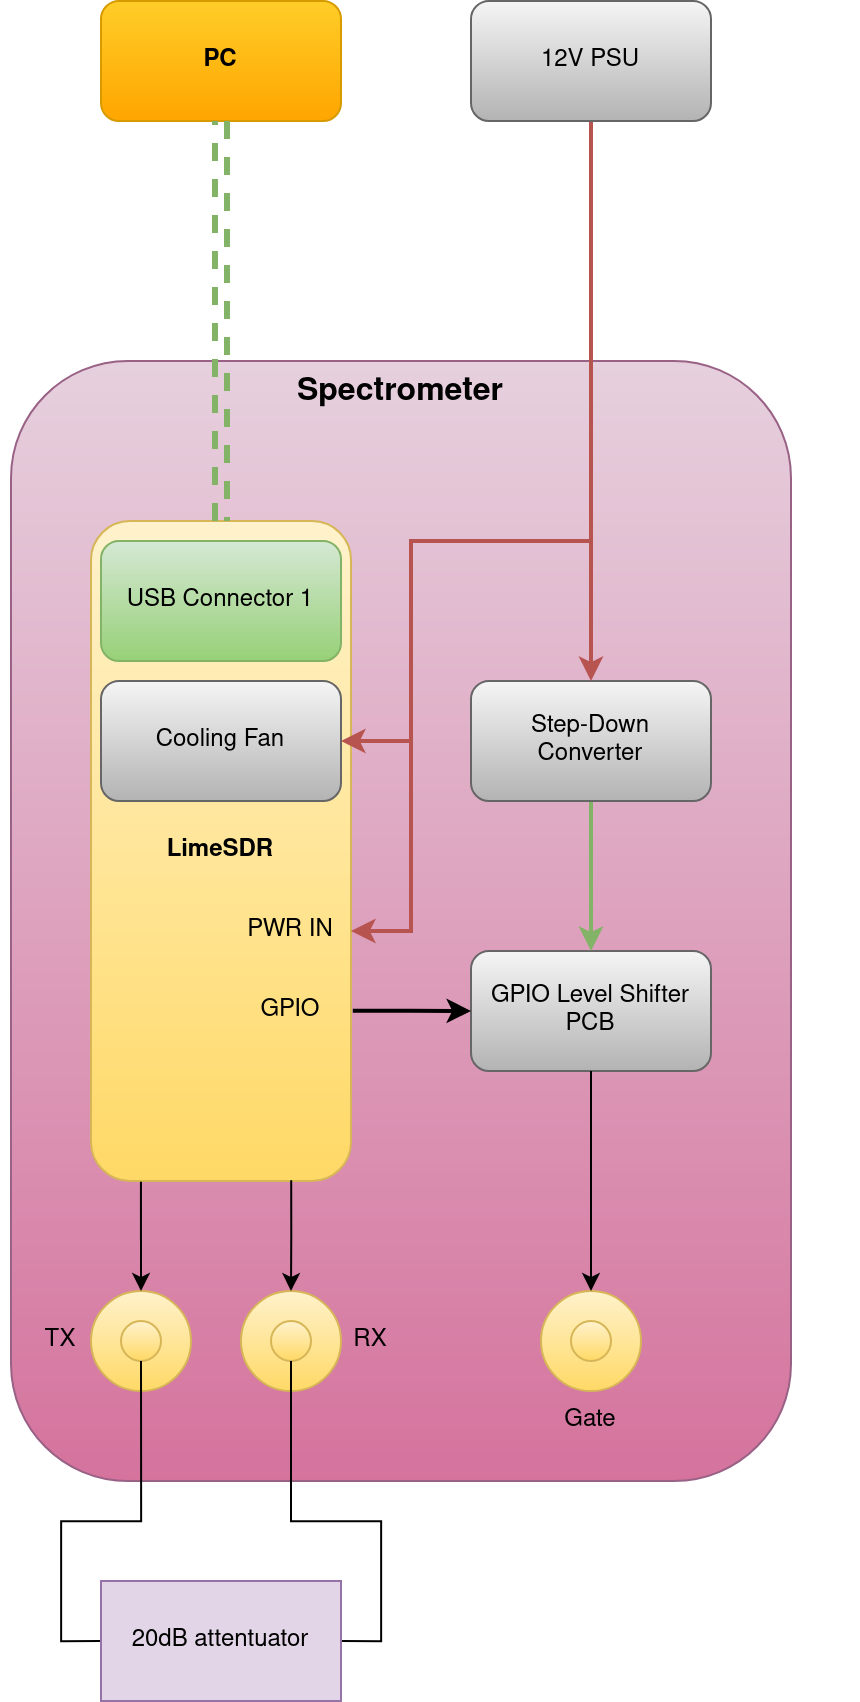 PC
12V PSU
Spectrometer
USB Connector 1
Cooling Fan
Step-Down
Converter
LimeSDR
PWR IN
GPIO
GPIO Level Shifter
PCB
TX
RX
Gate
20dB attentuator